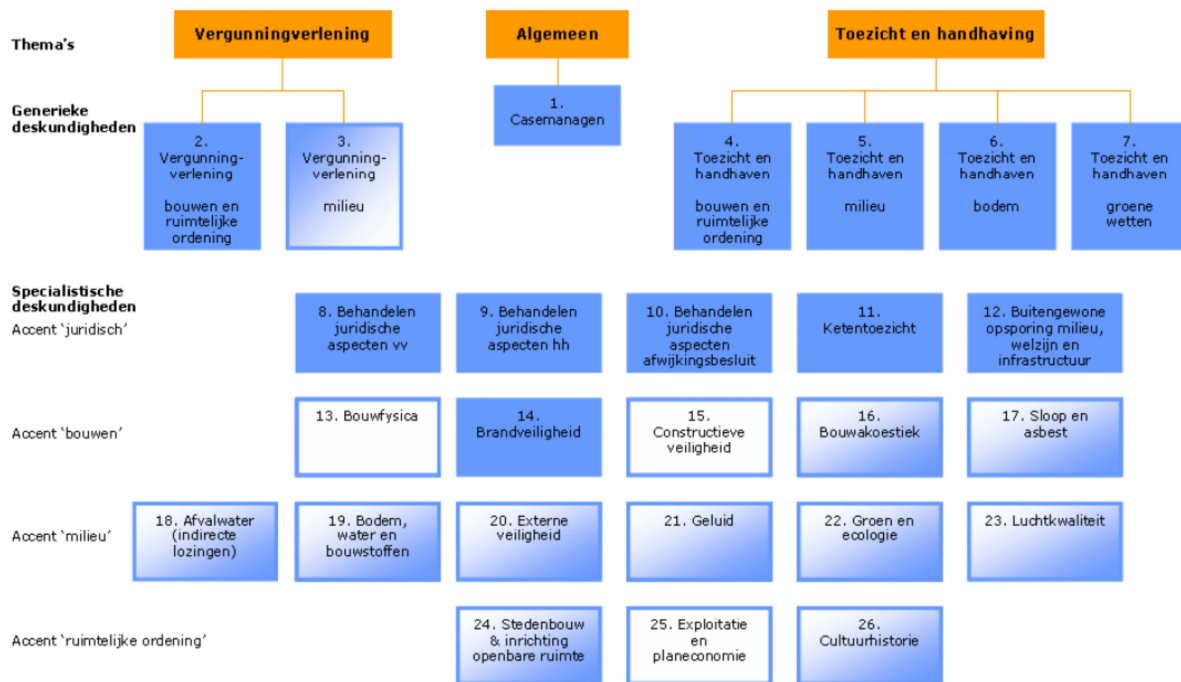 Thema's
Vergunningverlening
Algemeen
Toezicht en handhaving
Generieke
deskundigheden
1.
Casemanagen
2.
Vergunning-
verlening
bouwen en
ruimtelijke
ordening
3.
Vergunning-
verlening
milieu
4.
Toezicht en
handhaven
bouwen en
ruimtelijke
ordening
5.
Toezicht en
handhaven
milieu
6.
Toezicht en
handhaven
bodem
7.
Toezicht en
handhaven
groene
wetten
Specialistische
deskundigheden
Accent 'juridisch'
8. Behandelen
juridische
aspecten vv
9. Behandelen
juridische
aspecten hh
10. Behandelen
juridische
aspecten
afwijkingsbesluit
11.
Ketentoezicht
12. Buitengewone
opsporing milieu,
welzijn en
infrastructuur
Accent 'bouwen'
13. Bouwfysica
14.
Brandveiligheid
15.
Constructieve
veiligheid
16.
Bouwakoestiek
17. Sloop en
asbest
Accent 'milieu'
18. Afvalwater
(indirecte
lozingen)
19. Bodem,
water en
bouwstoffen
20. Externe
veiligheid
21. Geluid
22. Groen en
ecologie
23. Luchtkwaliteit
Accent 'ruimtelijke ordening'
24. Stedenbouw
& inrichting
openbare ruimte
25. Exploitatie
en
planeconomie
26.
Cultuurhistorie